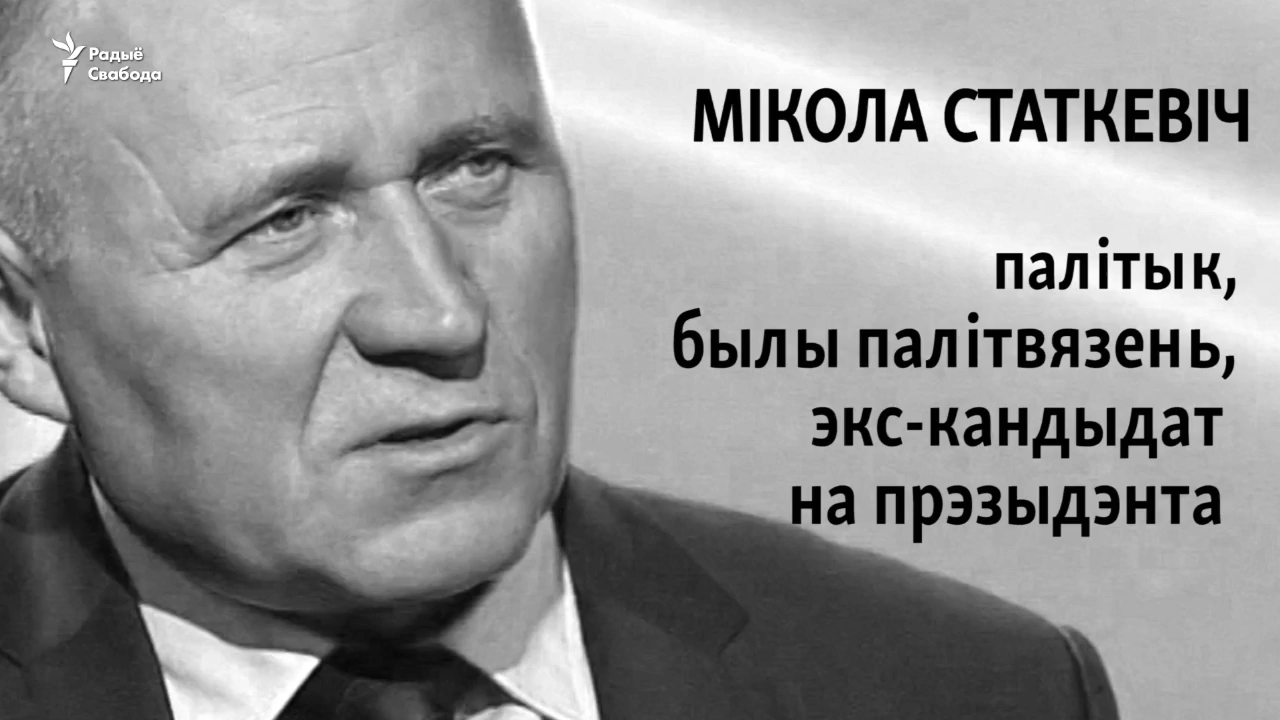 Радыё
Свабода
МІКОЛА СТАТКЕВІЧ
палітык,
былы палітвязень,
экс-кандыдат
на прэзыдэнта